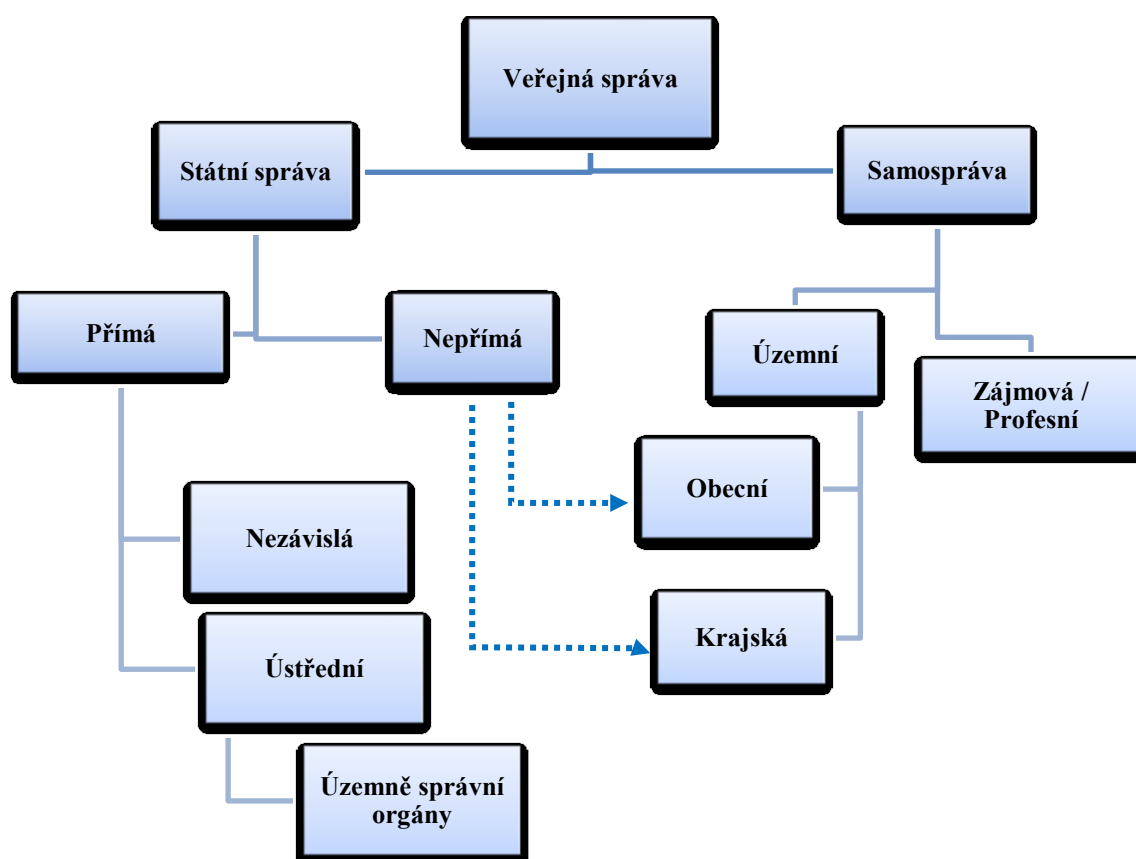 Veřejná správa
Státní správa
Samospráva
Přímá
Nepřímá
Územní
Zájmová /
Profesní
Obecní
Nezávislá
Krajská
Ústřední
Územně správní
orgány